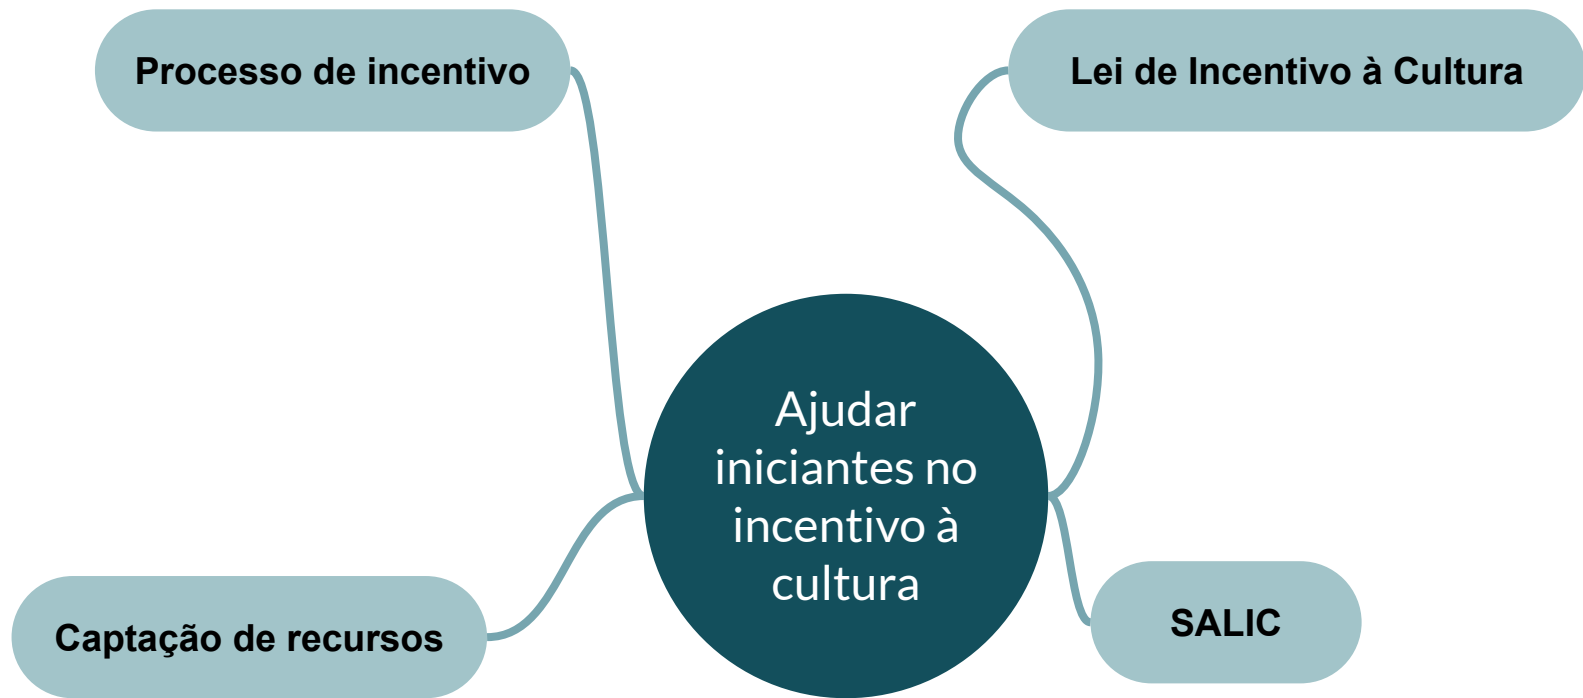 Processo de incentivo
Lei de Incentivo à Cultura
Ajudar
iniciantes no
incentivo à
cultura
Captação de recursos
SALIC